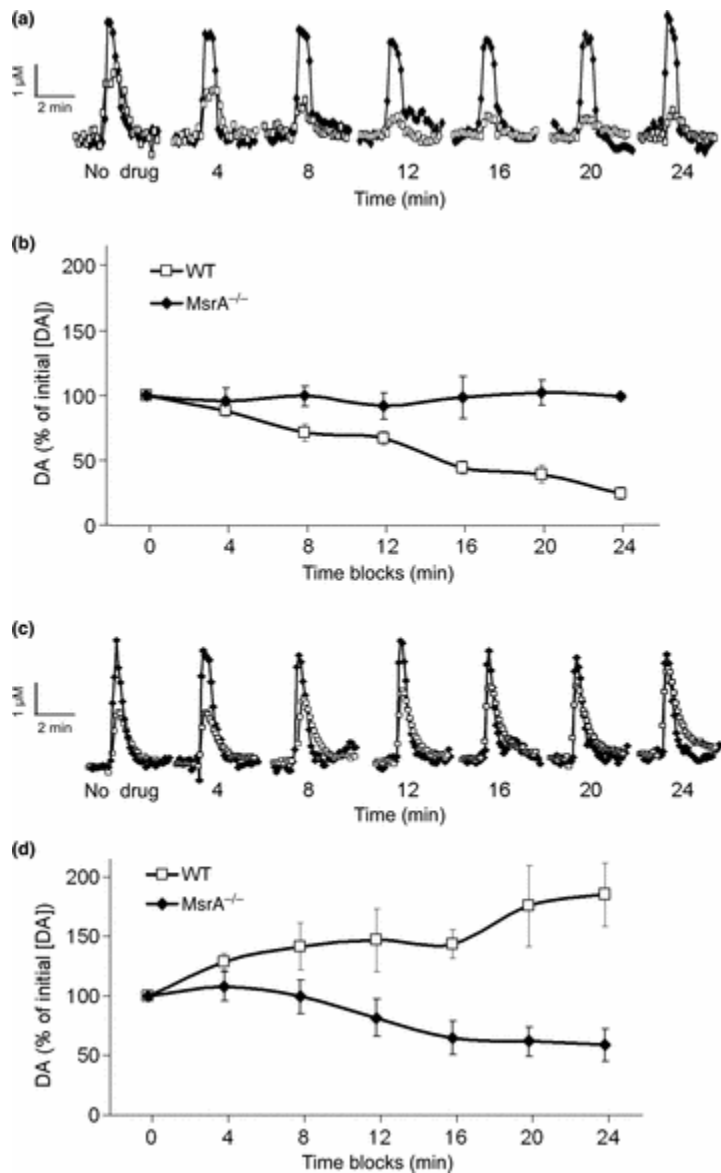 (a)
1 µM
2 min
No drug 4 8 12 16 20 24
Time (min)
(b)
WT
MsrA−/−
DA (% of initial [DA])
200
150
100
50
0
0 4 8 12 16 20 24
Time blocks (min)
(c)
1 µM
2 min
No drug 4 8 12 16 20 24
Time (min)
(d)
WT
MsrA−/−
DA (% of initial [DA])
200
150
100
50
0
0 4 8 12 16 20 24
Time blocks (min)